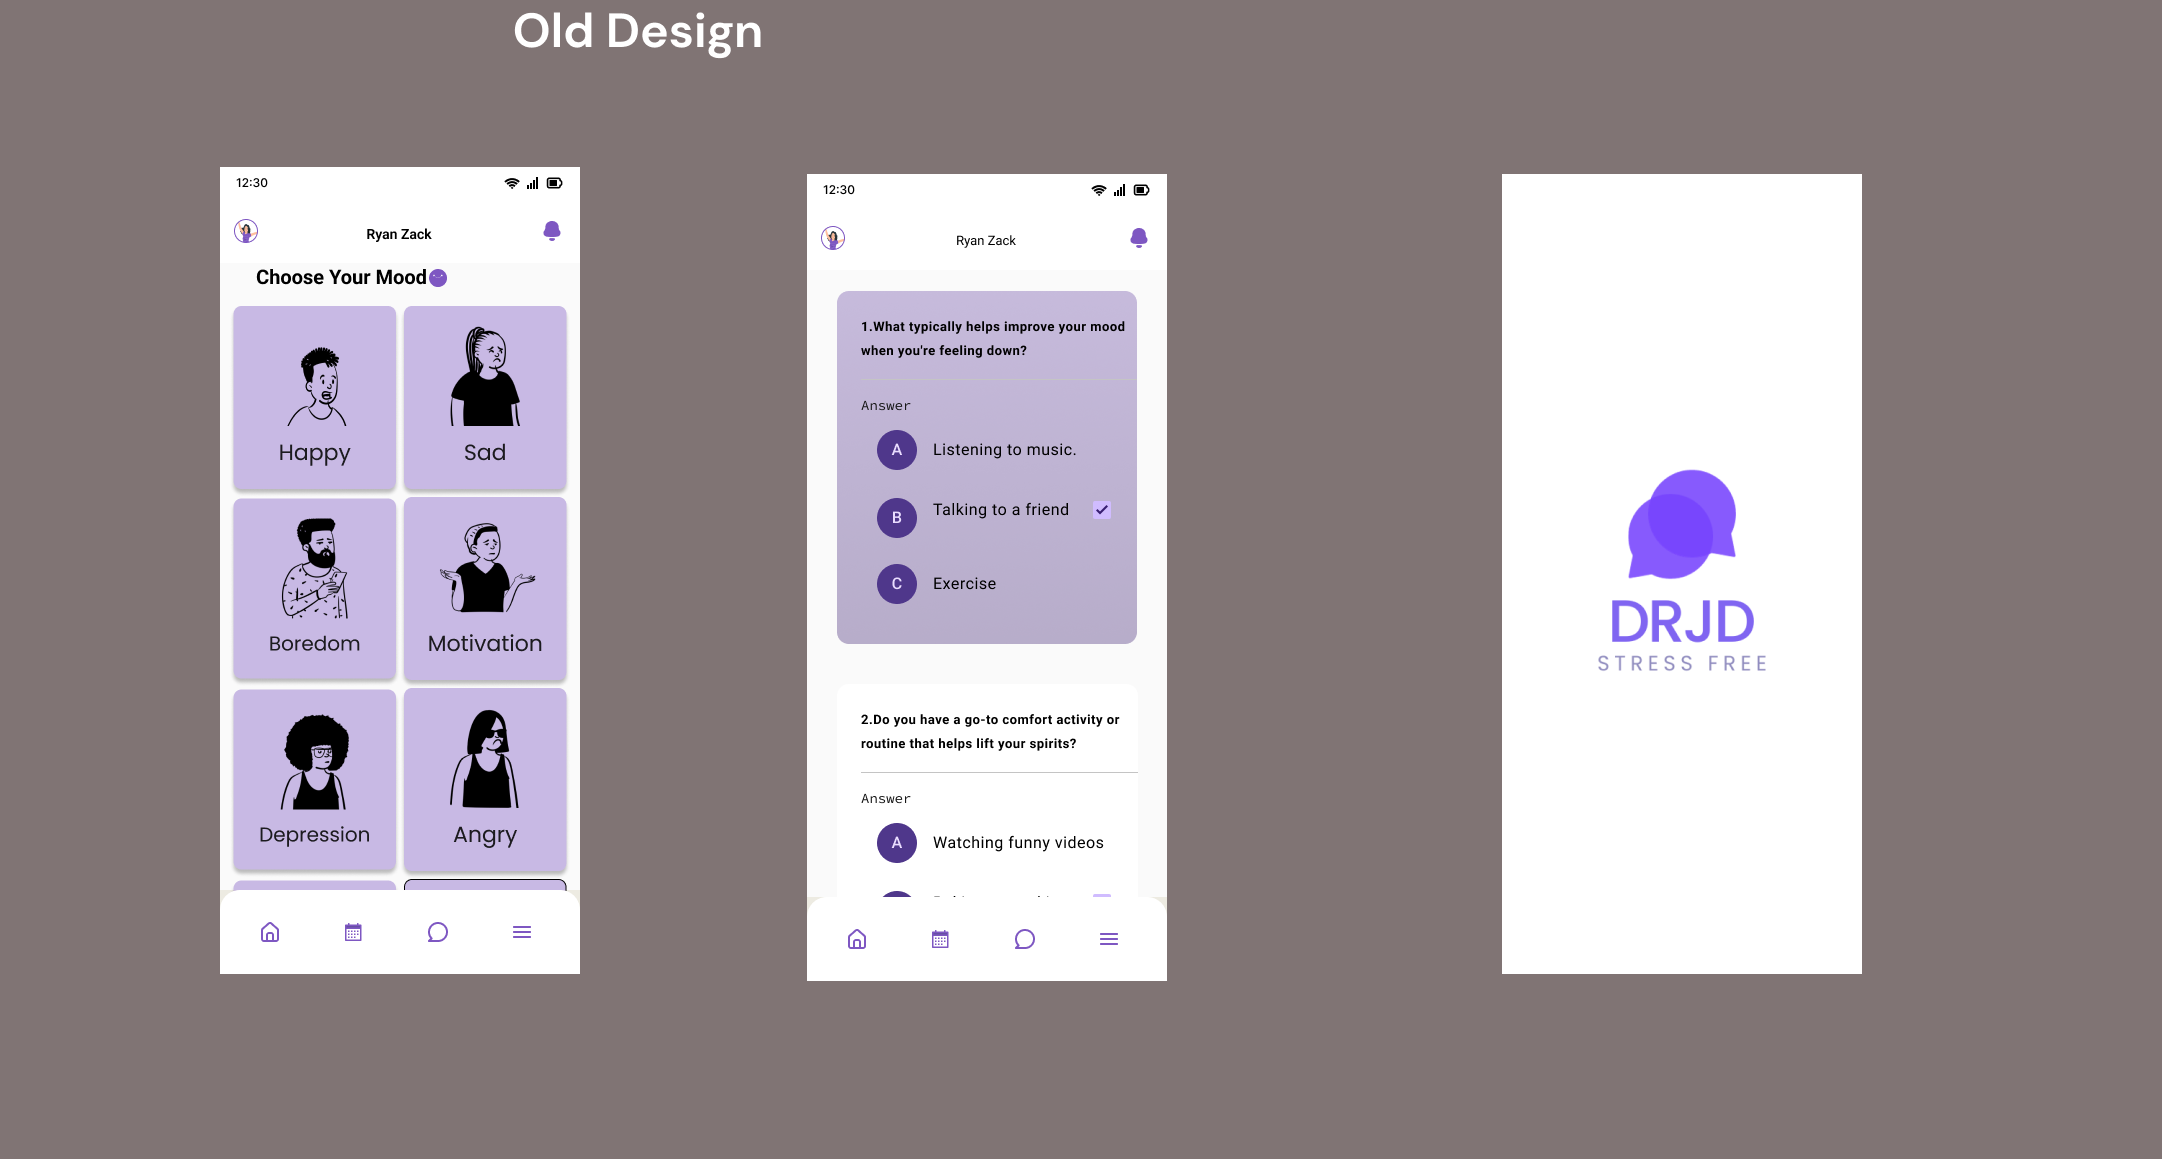 Old Design
12:30
Ryan Zack
Choose Your Mood
Happy
Sad
Boredom
Motivation
Depression
Angry
12:30
Ryan Zack
1.What typically helps improve your mood
when you're feeling down?
Answer
A
Listening to music.
B
Talking to a friend
C
Exercise
2.Do you have a go-to comfort activity or
routine that helps lift your spirits?
Answer
A
Watching funny videos
DRJD
STRESS FREE